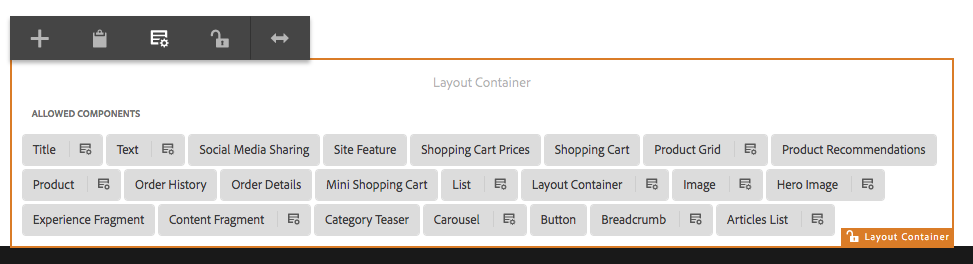 Layout Container
ALLOWED COMPONENTS
Title Text Social Media Sharing Site Feature Shopping Cart Prices Shopping Cart Product Grid Product Recommendations
Product Order History Order Details Mini Shopping Cart List Layout Container Image Hero Image
Experience Fragment Content Fragment Category Teaser Carousel Button Breadcrumb Articles List
Layout Container